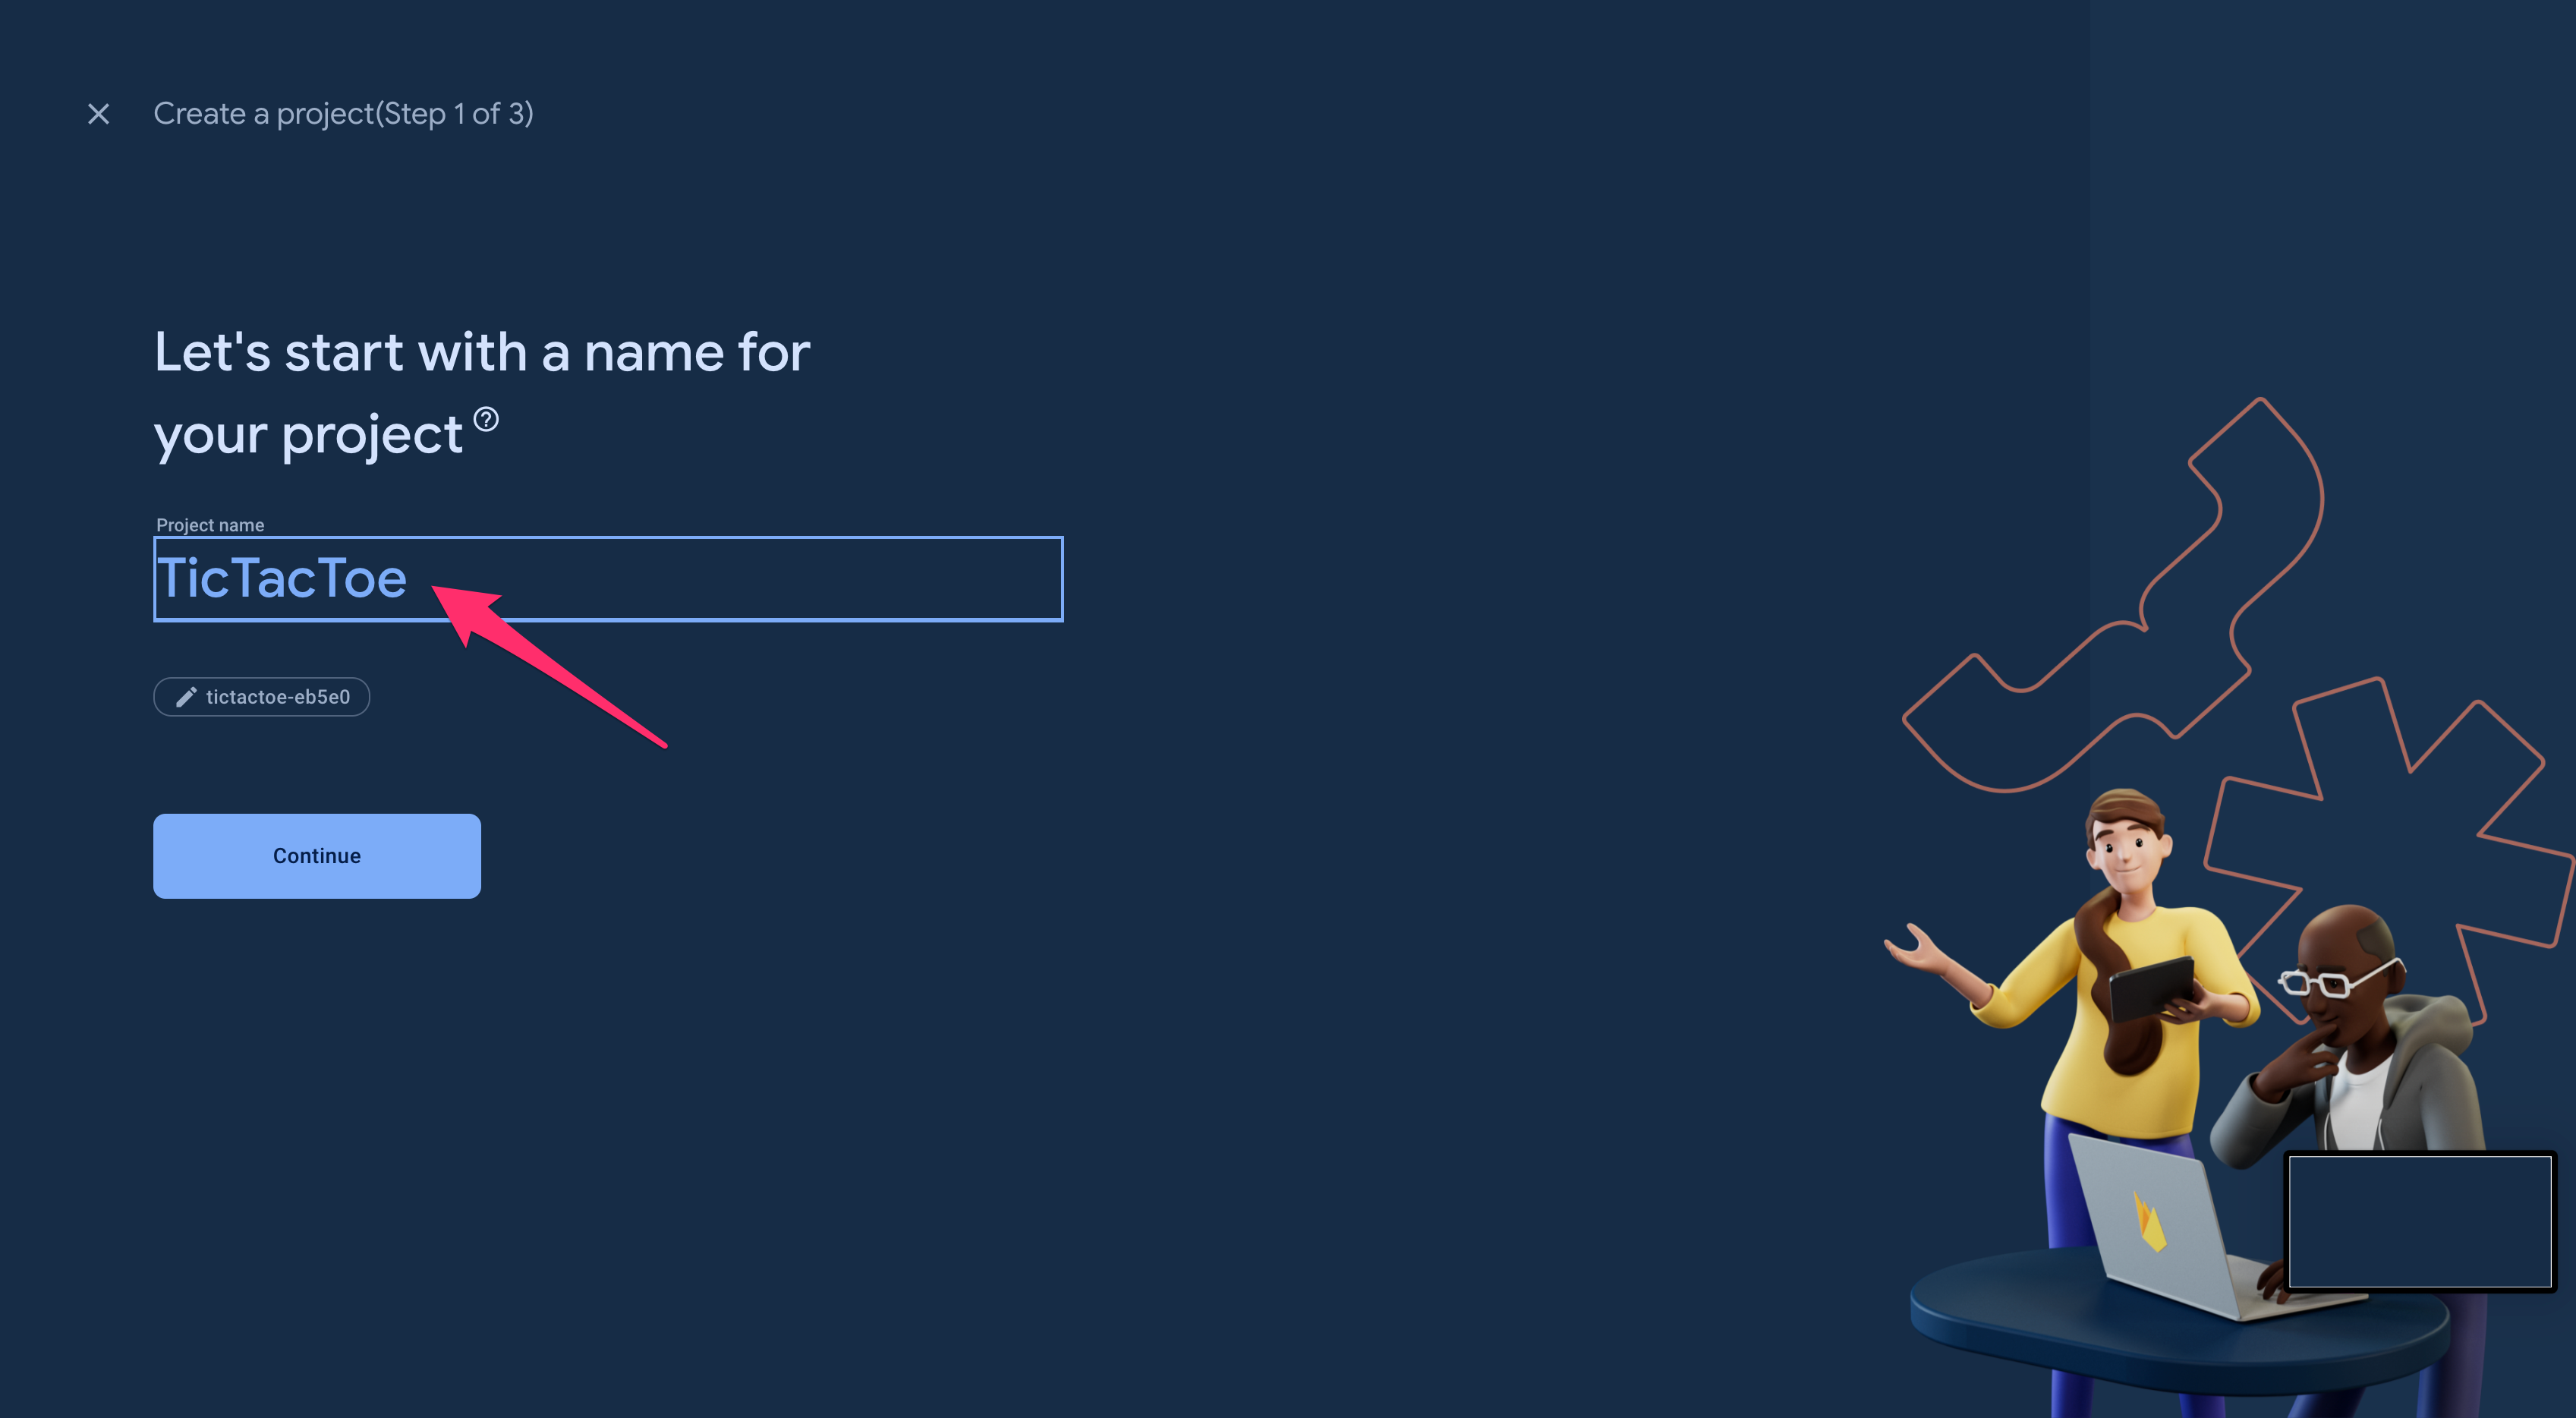 Create a project(Step 1 of 3)
Let's start with a name for
your project
Project name
TicTacToe
tictactoe-eb5e0
Continue